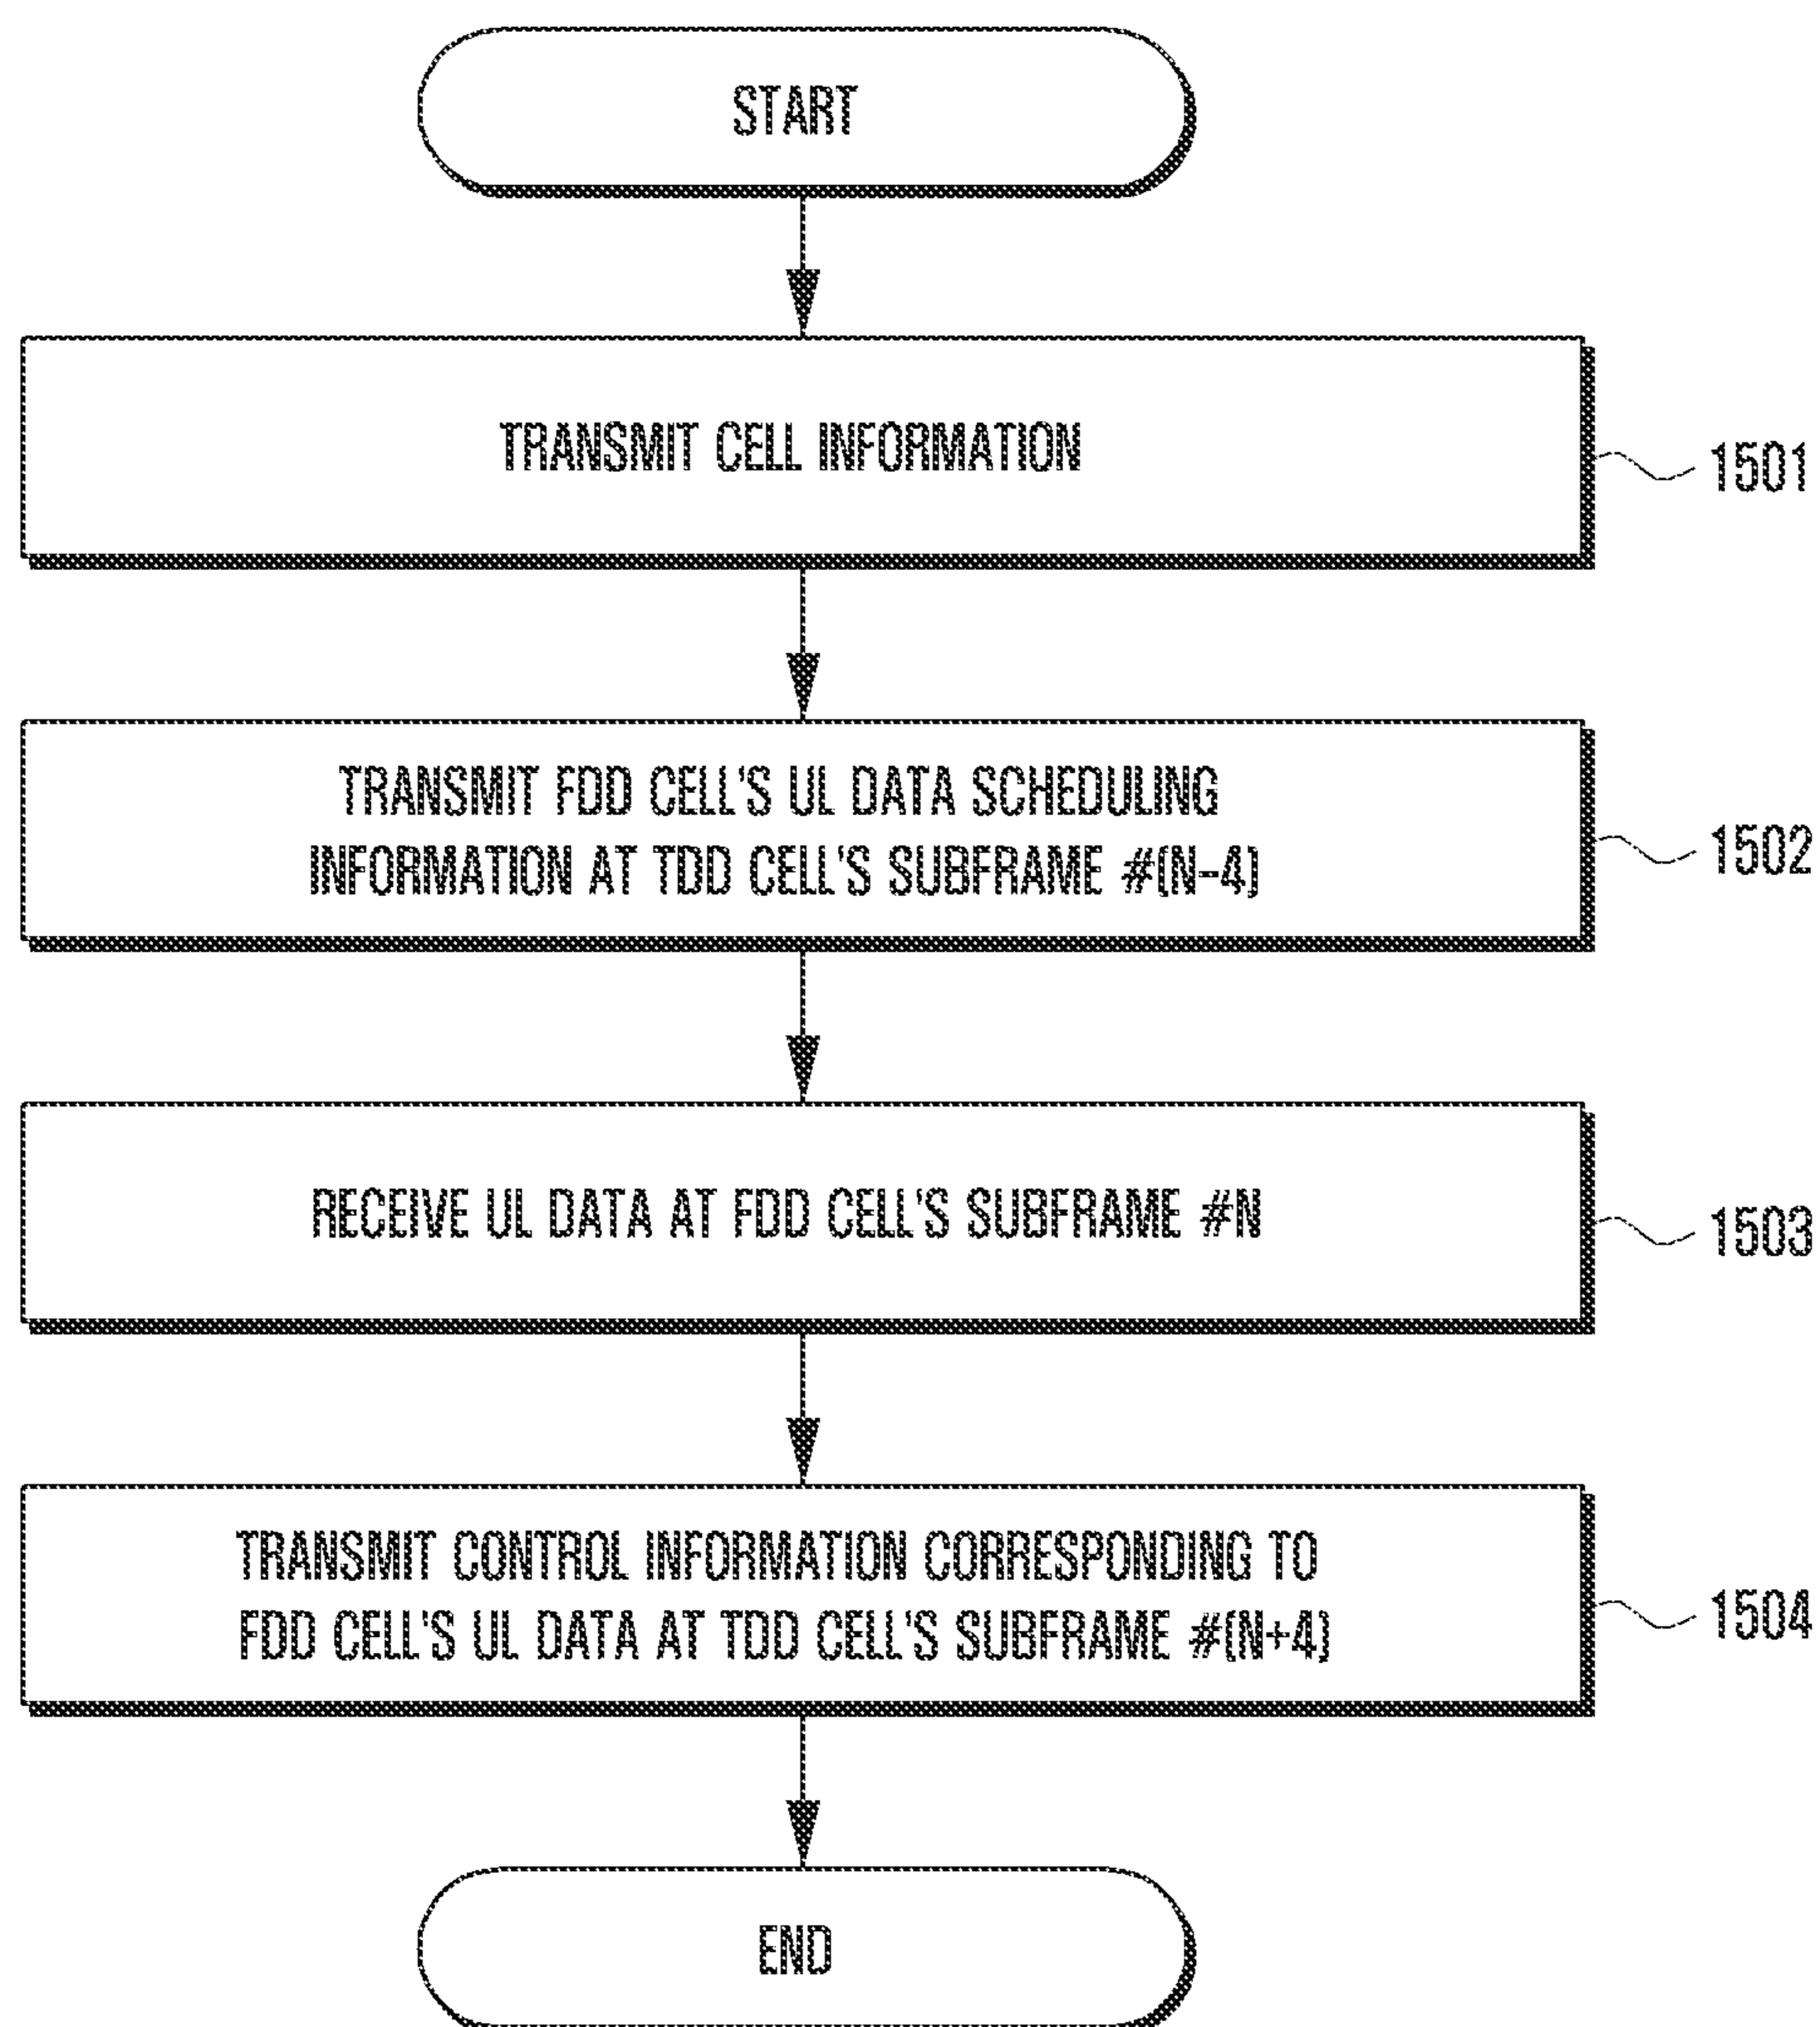 START
TRANSMIT CELL INFORMATION
1501
TRANSMIT FDD CELL'S UL DATA SCHEDULING
INFORMATION AT TDD CELL'S SUBFRAME #(N-4)
1502
RECEIVE UL DATA AT FDD CELL'S SUBFRAME #N
1503
TRANSMIT CONTROL INFORMATION CORRESPONDING TO
FDD CELL'S UL DATA AT TDD CELL'S SUBFRAME #(N+4)
1504
END